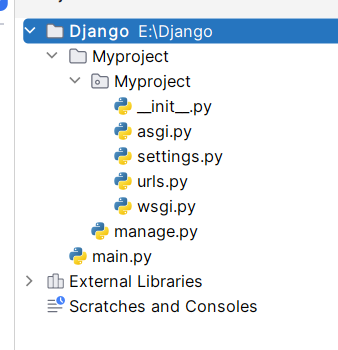 Django E:\Django
Myproject
Myproject
__init__.py
asgi.py
settings.py
urls.py
wsgi.py
manage.py
main.py
External Libraries
Scratches and Consoles